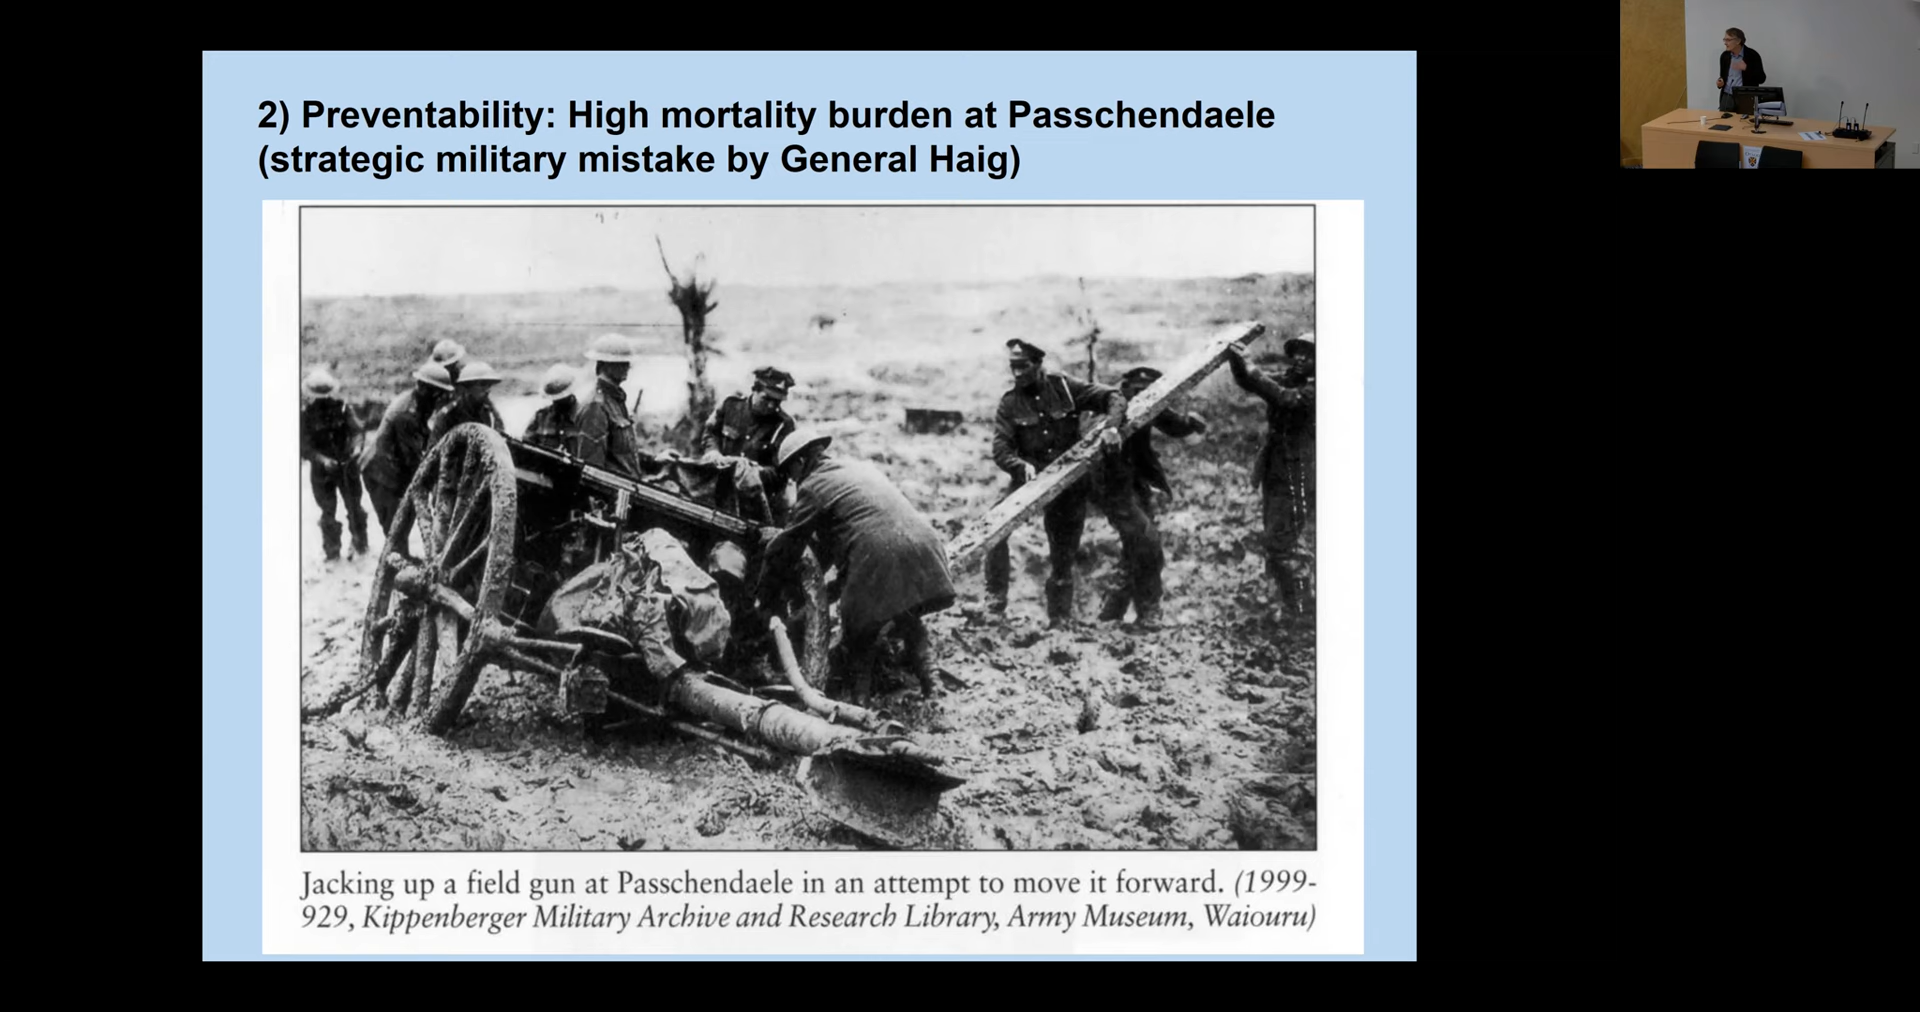 2) Preventability: High mortality burden at Passchendaele
(strategic military mistake by General Haig)
Jacking up a field gun at Passchendaele in an attempt to move it forward. (1999-
929, Kippenberger Military Archive and Research Library, Army Museum, Waiouru)